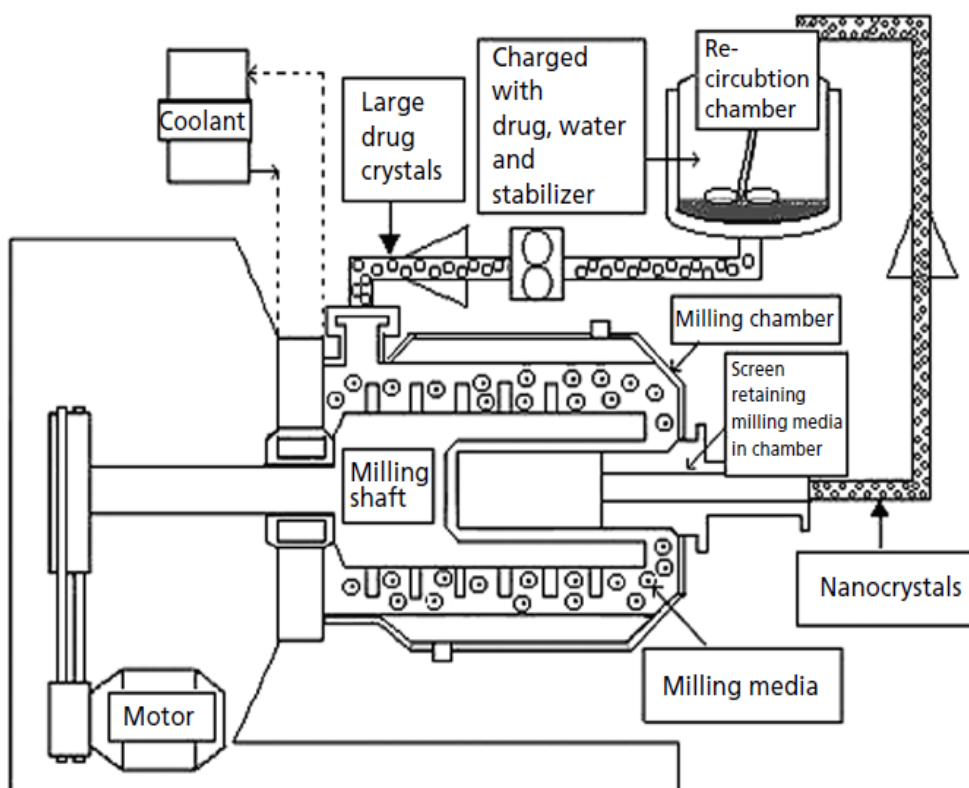 Coolant
Large
drug
crystals
Charged
with
drug, water
and
stabilizer
Re-
circubtion
chamber
Milling chamber
Screen
retaining
milling media
in chamber
Milling
shaft
Nanocrystals
Milling media
Motor